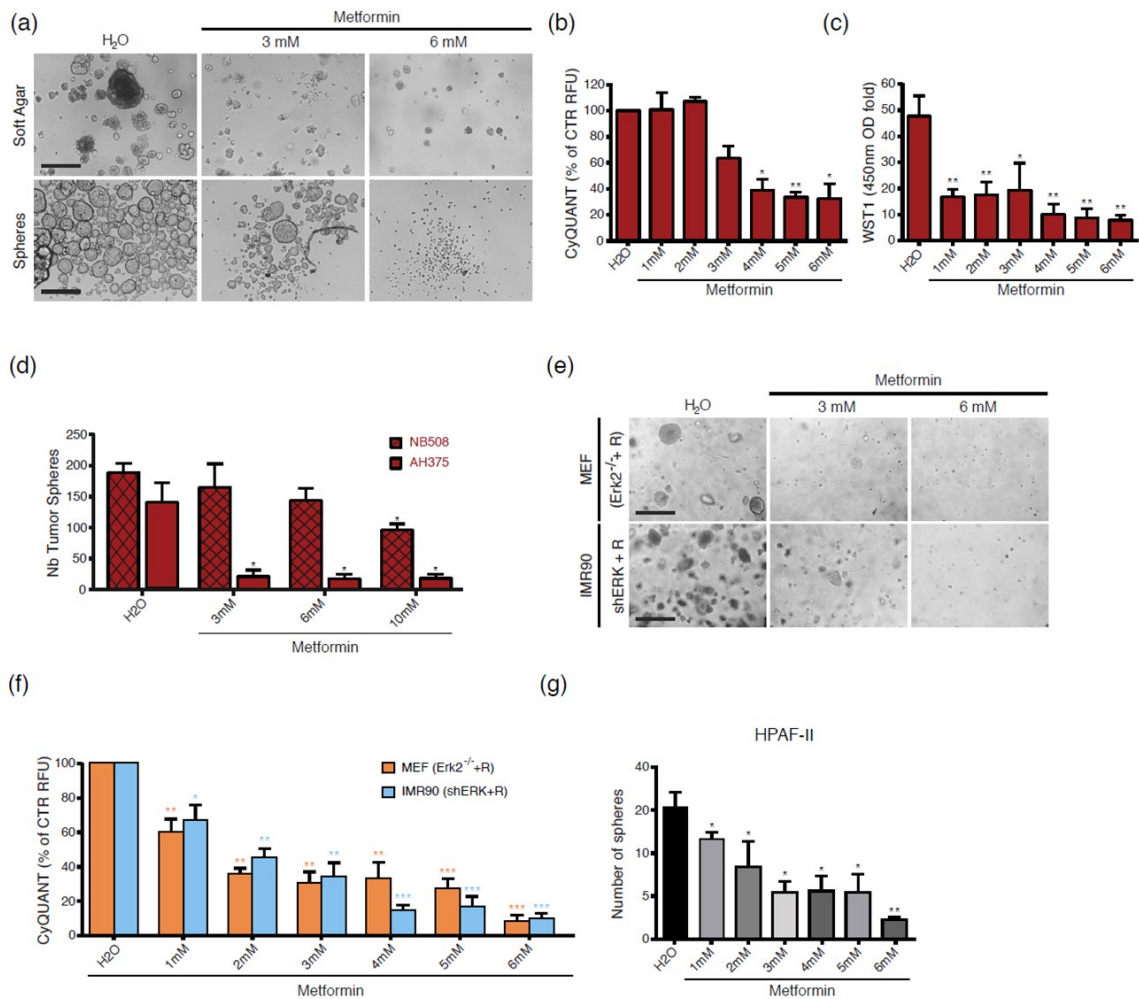 (a)
Metformin
H2O
3 mM
6 mM
Soft Agar
Spheres
(b)
CyQUANT (% of CTR RFU)
120
100
80
60
40
20
0
*
**
*
H2O
1mM
2mM
3mM
4mM
5mM
6mM
Metformin
(c)
WST1 (450nm OD fold)
60
50
40
30
20
10
0
**
**
*
**
**
**
H2O
1mM
2mM
3mM
4mM
5mM
6mM
Metformin
(d)
Nb Tumor Spheres
250
200
150
100
50
0
NB508
AH375
*
*
*
*
H2O
3mM
6mM
10mM
Metformin
(e)
Metformin
H2O
3 mM
6 mM
MEF
(Erk2-/-+ R)
IMR90
shERK + R
(f)
CyQUANT (% of CTR RFU)
100
80
60
40
20
0
MEF (Erk2-/-+R)
IMR90 (shERK+R)
** *
** **
** **
** ***
*** ***
*** ***
H2O
1mM
2mM
3mM
4mM
5mM
6mM
Metformin
(g)
HPAF-II
Number of spheres
40
20
10
5
0
*
*
*
*
*
**
H2O
1mM
2mM
3mM
4mM
5mM
6mM
Metformin